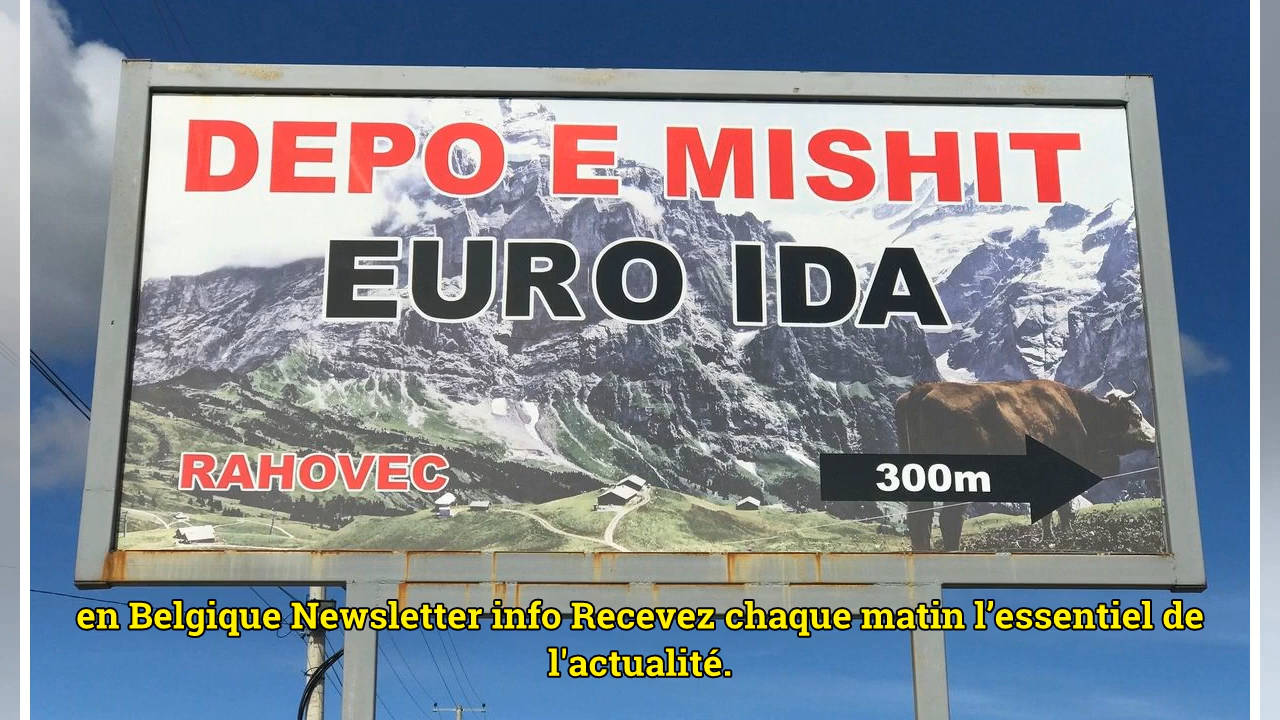 DEPO E MISHIT
EURO IDA
RAHOVEC
300m
en Belgique Newsletter info Recevez chaque matin l’essentiel de
l'actualité.